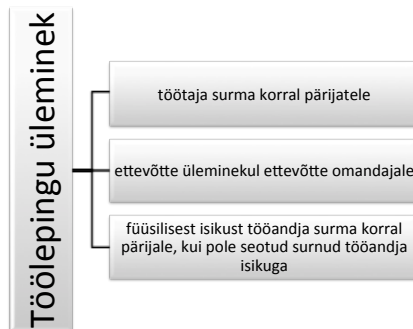 Töölepingu üleminek
töötaja surma korral pärijatele
ettevõtte üleminekul ettevõtte omandajale
füüsilisest isikust tööandja surma korral
pärijale, kui pole seotud surnud tööandja
isikuga